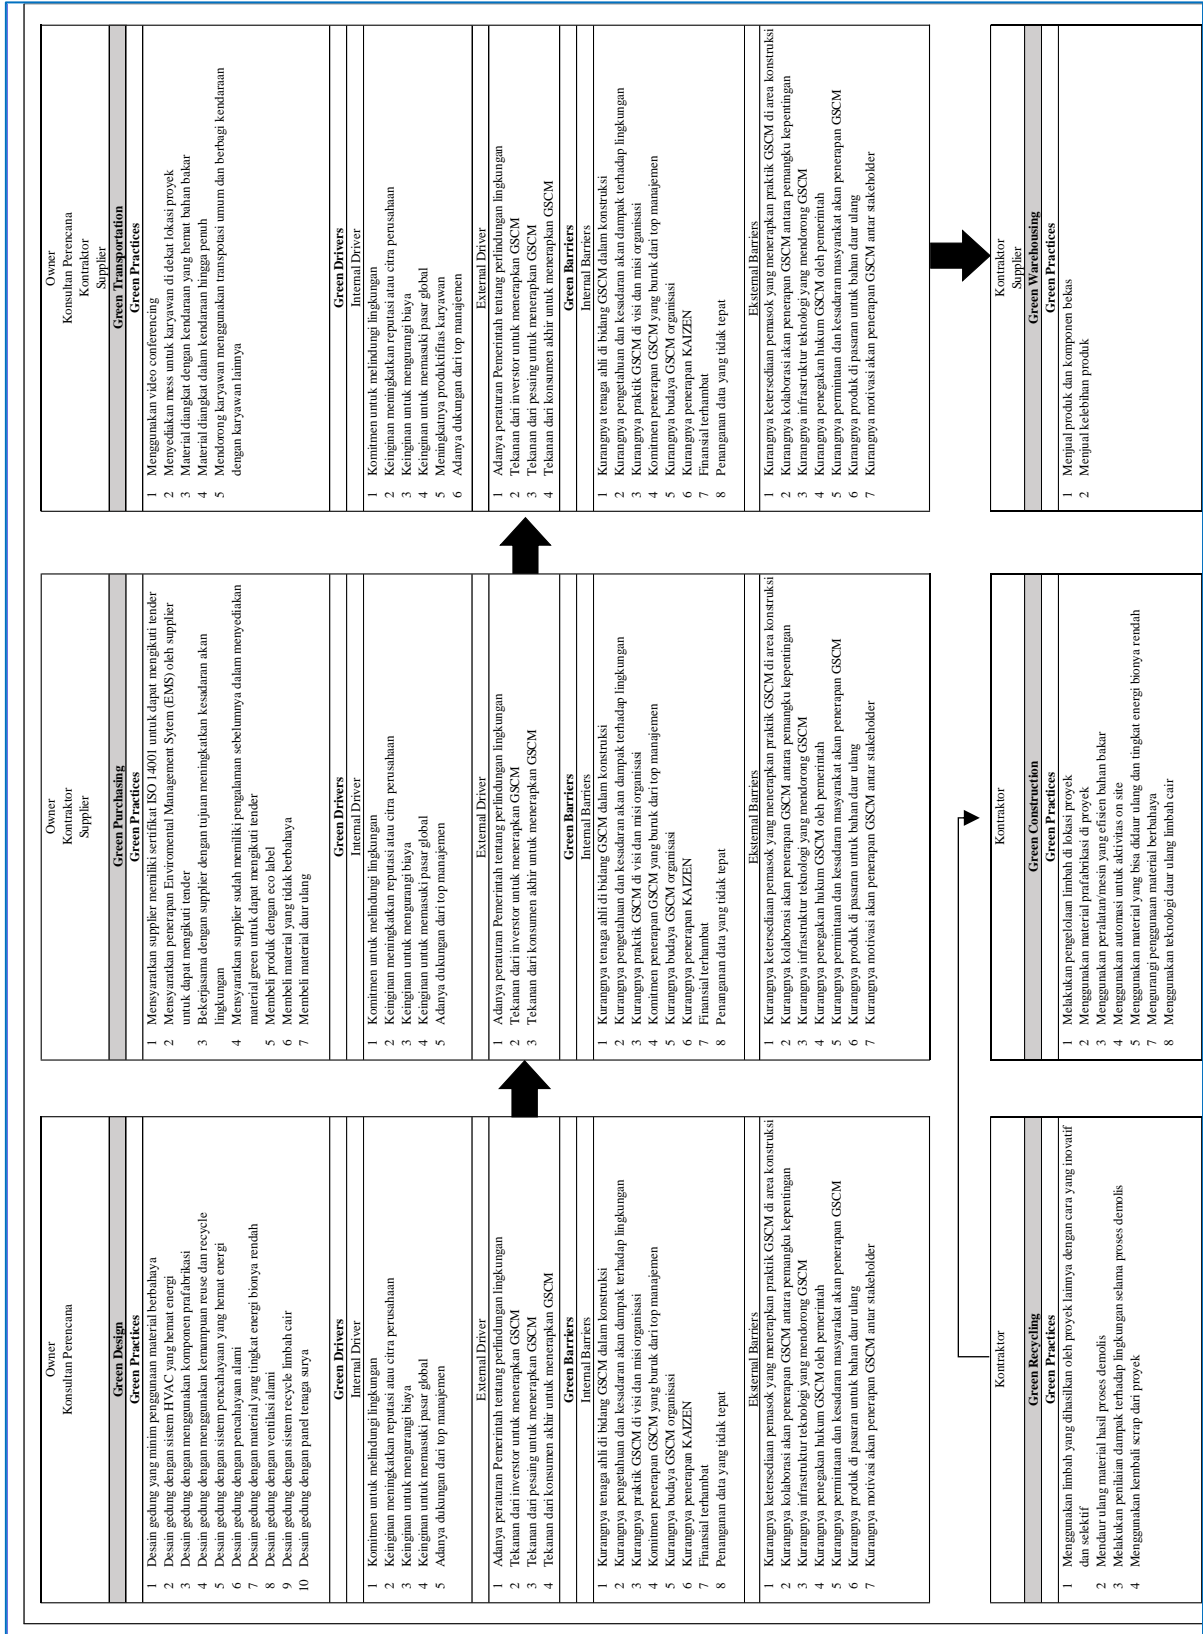 Owner
Konsultan Perencana
Green Design
Green Practices
1 Desain gedung yang minim penggunaan material berbahaya
2 Desain gedung dengan sistem HVAC yang hemat energi
3 Desain gedung dengan menggunakan komponen prafabrikasi
4 Desain gedung dengan menggunakan kemampuan reuse dan recycle
5 Desain gedung dengan sistem pencahayaan yang hemat energi
6 Desain gedung dengan pencahayaan alami
7 Desain gedung dengan material yang tingkat energi bionya rendah
8 Desain gedung dengan ventilasi alami
9 Desain gedung dengan sistem recycle limbah cair
10 Desain gedung dengan panel tenaga surya
Green Drivers
Internal Driver
1 Komitmen untuk melindungi lingkungan
2 Keinginan meningkatkan reputasi atau citra perusahaan
3 Keinginan untuk mengurangi biaya
4 Keinginan untuk memasuki pasar global
5 Adanya dukungan dari top manajemen
External Driver
1 Adanya peraturan Pemerintah tentang perlindungan lingkungan
2 Tekanan dari inverstor untuk menerapkan GSCM
3 Tekanan dari pesaing untuk menerapkan GSCM
4 Tekanan dari konsumen akhir untuk menerapkan GSCM
Green Barriers
Internal Barriers
1 Kurangnya tenaga ahli di bidang GSCM dalam konstruksi
2 Kurangnya pengetahuan dan kesadaran akan dampak terhadap lingkungan
3 Kurangnya praktik GSCM di visi dan misi organisasi
4 Komitmen penerapan GSCM yang buruk dari top manajemen
5 Kurangnya budaya GSCM organisasi
6 Kurangnya penerapan KAIZEN
7 Finansial terhambat
8 Penanganan data yang tidak tepat
Eksternal Barriers
1 Kurangnya ketersediaan pemasok yang menerapkan praktik GSCM di area konstruksi
2 Kurangnya kolaborasi akan penerapan GSCM antara pemangku kepentingan
3 Kurangnya infrastruktur teknologi yang mendorong GSCM
4 Kurangnya penegakan hukum GSCM oleh pemerintah
5 Kurangnya permintaan dan kesadaran masyarakat akan penerapan GSCM
6 Kurangnya produk di pasaran untuk bahan daur ulang
7 Kurangnya motivasi akan penerapan GSCM antar stakeholder
Owner
Kontraktor
Supplier
Green Purchasing
Green Practices
1 Mensyaratkan supplier memiliki sertifikat ISO 14001 untuk dapat mengikuti tender
2 Mensyaratkan penerapan Environmetal Management Sytem (EMS) oleh supplier
untuk dapat mengikuti tender
3 Bekerjasama dengan supplier dengan tujuan meningkatkan kesadaran akan
lingkungan
4 Mensyaratkan supplier sudah memiliki pengalaman sebelumnya dalam menyediakan
material green untuk dapat mengikuti tender
5 Membeli produk dengan eco label
6 Membeli material yang tidak berbahaya
7 Membeli material daur ulang
Green Drivers
Internal Driver
1 Komitmen untuk melindungi lingkungan
2 Keinginan meningkatkan reputasi atau citra perusahaan
3 Keinginan untuk mengurangi biaya
4 Keinginan untuk memasuki pasar global
5 Adanya dukungan dari top manajemen
External Driver
1 Adanya peraturan Pemerintah tentang perlindungan lingkungan
2 Tekanan dari inverstor untuk menerapkan GSCM
3 Tekanan dari konsumen akhir untuk menerapkan GSCM
Green Barriers
Internal Barriers
1 Kurangnya tenaga ahli di bidang GSCM dalam konstruksi
2 Kurangnya pengetahuan dan kesadaran akan dampak terhadap lingkungan
3 Kurangnya praktik GSCM di visi dan misi organisasi
4 Komitmen penerapan GSCM yang buruk dari top manajemen
5 Kurangnya budaya GSCM organisasi
6 Kurangnya penerapan KAIZEN
7 Finansial terhambat
8 Penanganan data yang tidak tepat
Eksternal Barriers
1 Kurangnya ketersediaan pemasok yang menerapkan praktik GSCM di area konstruksi
2 Kurangnya kolaborasi akan penerapan GSCM antara pemangku kepentingan
3 Kurangnya infrastruktur teknologi yang mendorong GSCM
4 Kurangnya penegakan hukum GSCM oleh pemerintah
5 Kurangnya permintaan dan kesadaran masyarakat akan penerapan GSCM
6 Kurangnya produk di pasaran untuk bahan daur ulang
7 Kurangnya motivasi akan penerapan GSCM antar stakeholder
Owner
Konsultan Perencana
Kontraktor
Supplier
Green Transportation
Green Practices
1 Menggunakan video conferencing
2 Menyediakan mess untuk karyawan di dekat lokasi proyek
3 Material diangkat dengan kendaraan yang hemat bahan bakar
4 Material diangkat dalam kendaraan hingga penuh
5 Mendorong karyawan menggunakan transpotasi umum dan berbagi kendaraan
dengan karyawan lainnya
Green Drivers
Internal Driver
1 Komitmen untuk melindungi lingkungan
2 Keinginan meningkatkan reputasi atau citra perusahaan
3 Keinginan untuk mengurangi biaya
4 Keinginan untuk memasuki pasar global
5 Meningkatnya produktifitas karyawan
6 Adanya dukungan dari top manajemen
External Driver
1 Adanya peraturan Pemerintah tentang perlindungan lingkungan
2 Tekanan dari inverstor untuk menerapkan GSCM
3 Tekanan dari pesaing untuk menerapkan GSCM
4 Tekanan dari konsumen akhir untuk menerapkan GSCM
Green Barriers
Internal Barriers
1 Kurangnya tenaga ahli di bidang GSCM dalam konstruksi
2 Kurangnya pengetahuan dan kesadaran akan dampak terhadap lingkungan
3 Kurangnya praktik GSCM di visi dan misi organisasi
4 Komitmen penerapan GSCM yang buruk dari top manajemen
5 Kurangnya budaya GSCM organisasi
6 Kurangnya penerapan KAIZEN
7 Finansial terhambat
8 Penanganan data yang tidak tepat
Eksternal Barriers
1 Kurangnya ketersediaan pemasok yang menerapkan praktik GSCM di area konstruksi
2 Kurangnya kolaborasi akan penerapan GSCM antara pemangku kepentingan
3 Kurangnya infrastruktur teknologi yang mendorong GSCM
4 Kurangnya penegakan hukum GSCM oleh pemerintah
5 Kurangnya permintaan dan kesadaran masyarakat akan penerapan GSCM
6 Kurangnya produk di pasaran untuk bahan daur ulang
7 Kurangnya motivasi akan penerapan GSCM antar stakeholder
Kontraktor
Green Recycling
Green Practices
1 Menggunakan limbah yang dihasilkan oleh proyek lainnya dengan cara yang inovatif
dan selektif
2 Mendaur ulang material hasil proses demolis
3 Melakukan penilaian dampak terhadap lingkungan selama proses demolis
4 Menggunakan kembali scrap dari proyek
Kontraktor
Green Construction
Green Practices
1 Melakukan pengelolaan limbah di lokasi proyek
2 Menggunakan material prafabrikasi di proyek
3 Menggunakan peralatan/mesin yang efisien bahan bakar
4 Menggunakan automasi untuk aktivitas on site
5 Menggunakan material yang bisa didaur ulang dan tingkat energi bionya rendah
7 Mengurangi penggunaan material berbahaya
8 Menggunakan teknologi daur ulang limbah cair
Kontraktor
Supplier
Green Warehousing
Green Practices
1 Menjual produk dan komponen bekas
2 Menjual kelebihan produk